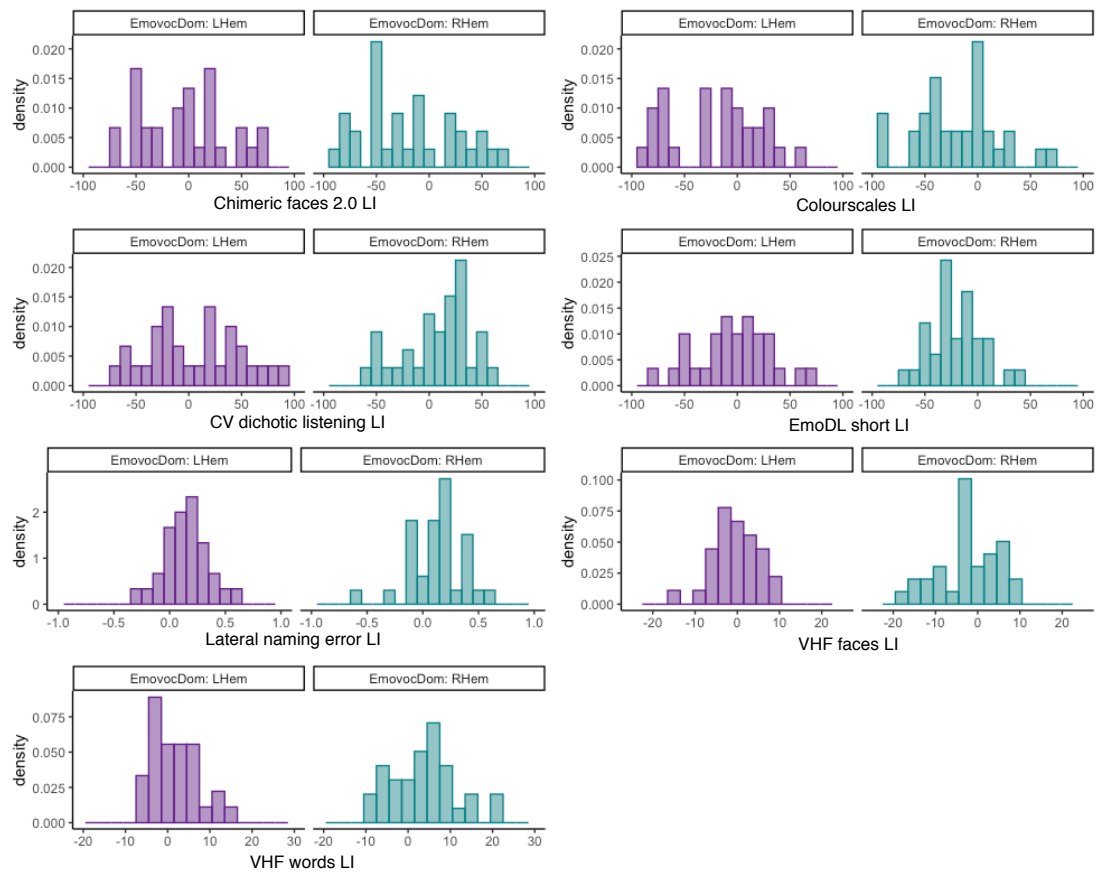 EmovocDom: LHem EmovocDom: RHem
density
0.020
0.015
0.010
0.005
0.000
-100 -50 0 50 100 -100 -50 0 50 100
Chimeric faces 2.0 LI
EmovocDom: LHem EmovocDom: RHem
density
0.020
0.015
0.010
0.005
0.000
-100 -50 0 50 100 -100 -50 0 50 100
Colourscales LI
EmovocDom: LHem EmovocDom: RHem
density
0.020
0.015
0.010
0.005
0.000
-100 -50 0 50 100 -100 -50 0 50 100
CV dichotic listening LI
EmovocDom: LHem EmovocDom: RHem
density
0.025
0.020
0.015
0.010
0.005
0.000
-100 -50 0 50 100 -100 -50 0 50 100
EmoDL short LI
EmovocDom: LHem EmovocDom: RHem
density
2
1
0
-1.0 -0.5 0.0 0.5 1.0 -1.0 -0.5 0.0 0.5 1.0
Lateral naming error LI
EmovocDom: LHem EmovocDom: RHem
density
0.100
0.075
0.050
0.025
0.000
-20 -10 0 10 20 -20 -10 0 10 20
VHF faces LI
EmovocDom: LHem EmovocDom: RHem
density
0.075
0.050
0.025
0.000
-20 -10 0 10 20 30 -20 -10 0 10 20 30
VHF words LI